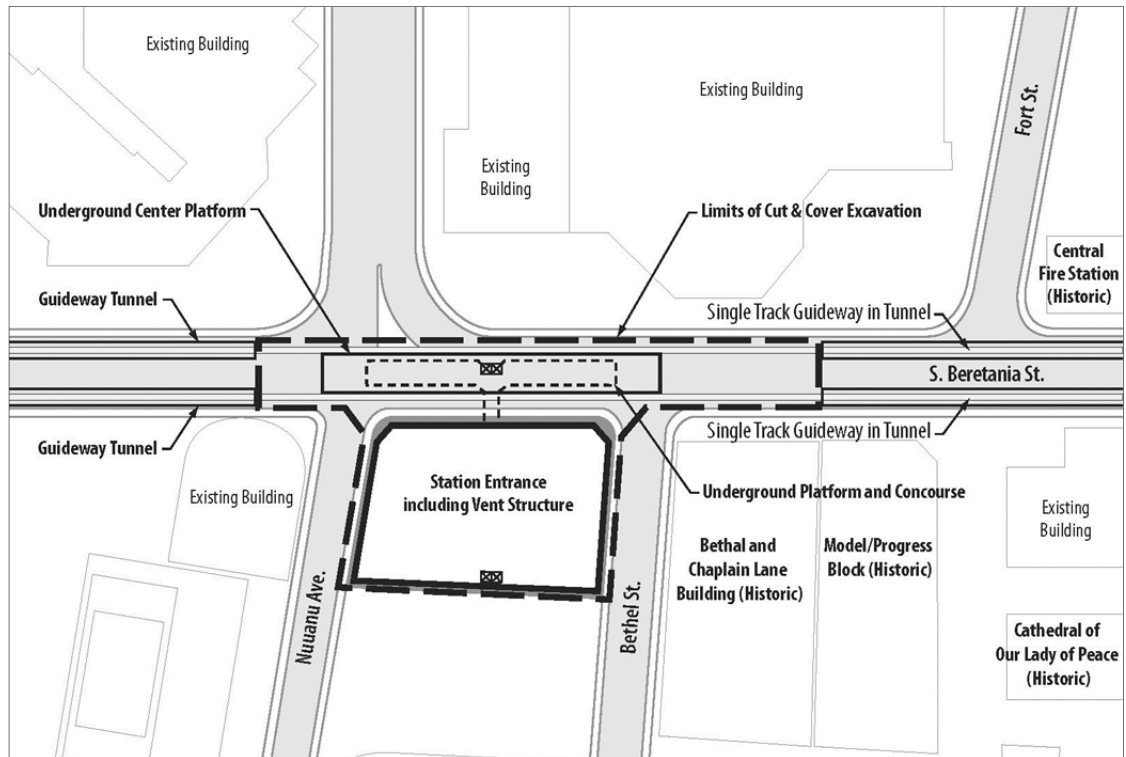 Existing Building
Existing Building
Fort St.
Existing
Building
Underground Center Platform
Limits of Cut & Cover Excavation
Central
Fire Station
(Historic)
Guideway Tunnel
Single Track Guideway in Tunnel
S. Beretania St.
Guideway Tunnel
Single Track Guideway in Tunnel
Station Entrance
including Vent Structure
Existing Building
Underground Platform and Concourse
Existing
Building
Bethal and
Chaplain Lane
Building (Historic)
Model/Progress
Block (Historic)
Nuuanu Ave.
Bethel St.
Cathedral of
Our Lady of Peace
(Historic)